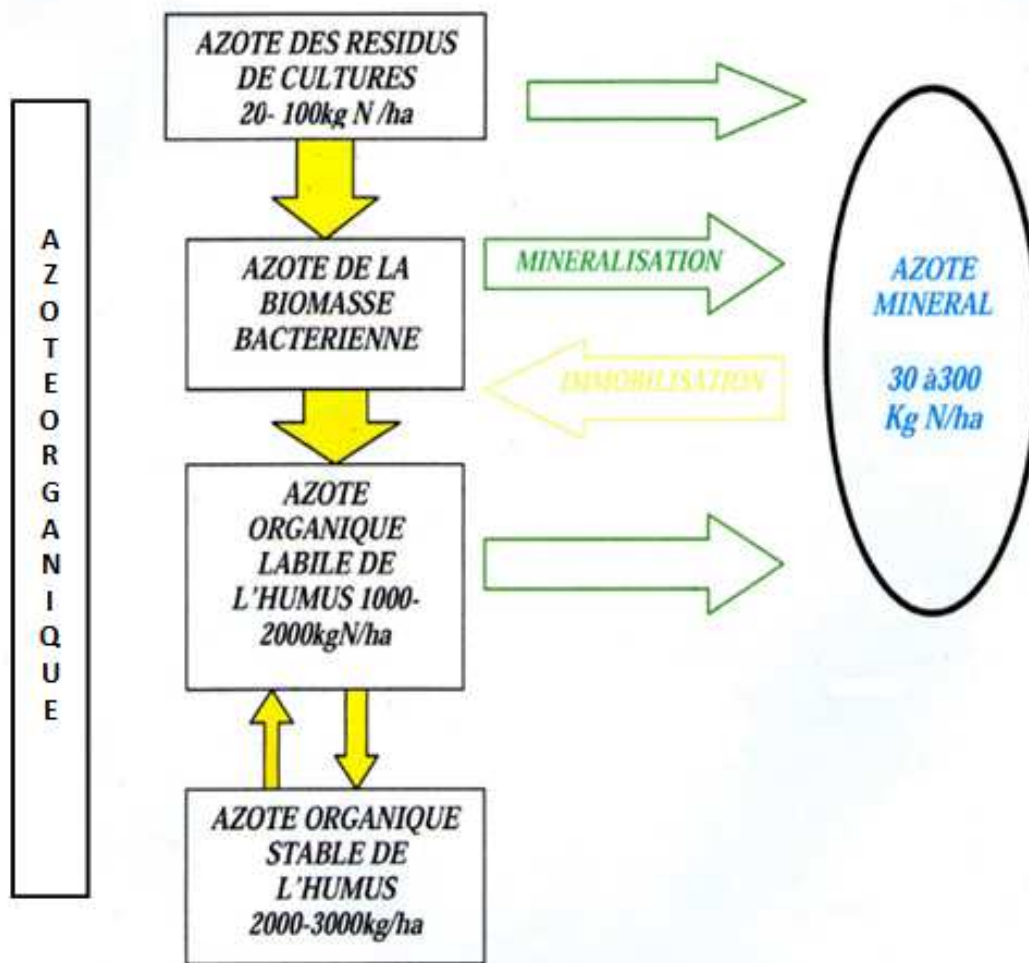 AZOTE DES RESIDUS
DE CULTURES
20- 100kg N /ha
AZOTEORGANIQUE
AZOTE DE LA
BIOMASSE
BACTERIENNE
MINERALISATION
IMMOBILISATION
AZOTE
MINERAL
30 à300
Kg N/ha
AZOTE
ORGANIQUE
LABILE DE
L'HUMUS 1000-
2000kgN/ha
AZOTE ORGANIQUE
STABLE DE
L'HUMUS
2000-3000kg/ha